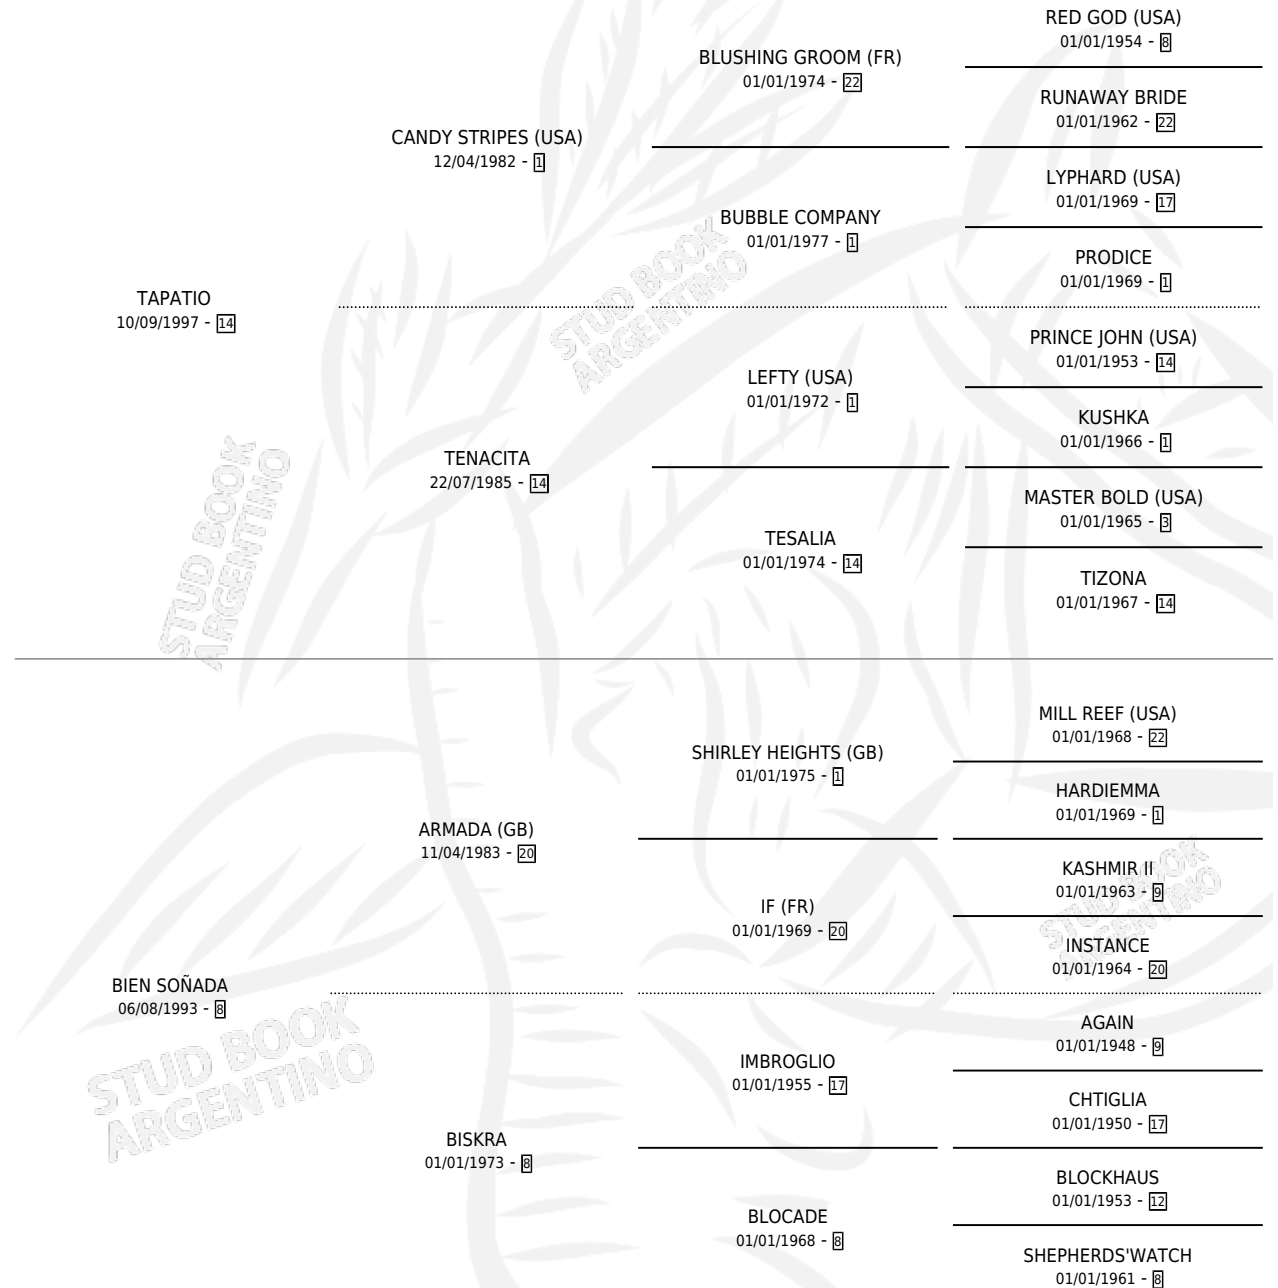 RED GOD (USA)
01/01/1954 - 8
BLUSHING GROOM (FR)
01/01/1974 - 22
RUNAWAY BRIDE
01/01/1962 - 22
CANDY STRIPES (USA)
12/04/1982 - 1
LYPHARD (USA)
01/01/1969 - 17
BUBBLE COMPANY
01/01/1977 - 1
PRODICE
01/01/1969 - 1
TAPATIO
10/09/1997 - 14
PRINCE JOHN (USA)
01/01/1953 - 14
LEFTY (USA)
01/01/1972 - 1
KUSHKA
01/01/1966 - 1
TENACITA
22/07/1985 - 14
MASTER BOLD (USA)
01/01/1965 - 3
TESALIA
01/01/1974 - 14
TIZONA
01/01/1967 - 14
MILL REEF (USA)
01/01/1968 - 22
SHIRLEY HEIGHTS (GB)
01/01/1975 - 1
HARDIEMMA
01/01/1969 - 1
ARMADA (GB)
11/04/1983 - 20
KASHMIR II
01/01/1963 - 9
IF (FR)
01/01/1969 - 20
INSTANCE
01/01/1964 - 20
BIEN SOÑADA
06/08/1993 - 8
AGAIN
01/01/1948 - 9
IMBROGLIO
01/01/1955 - 17
CHTIGLIA
01/01/1950 - 17
BISKRA
01/01/1973 - 8
BLOCKHAUS
01/01/1953 - 12
BLOCADE
01/01/1968 - 8
SHEPHERDS'WATCH
01/01/1961 - 8
STUD BOOK
ARGENTINO
STUD BOOK
ARGENTINO
STUD BOOK
ARGENTINO
STUD BOOK
ARGENTINO